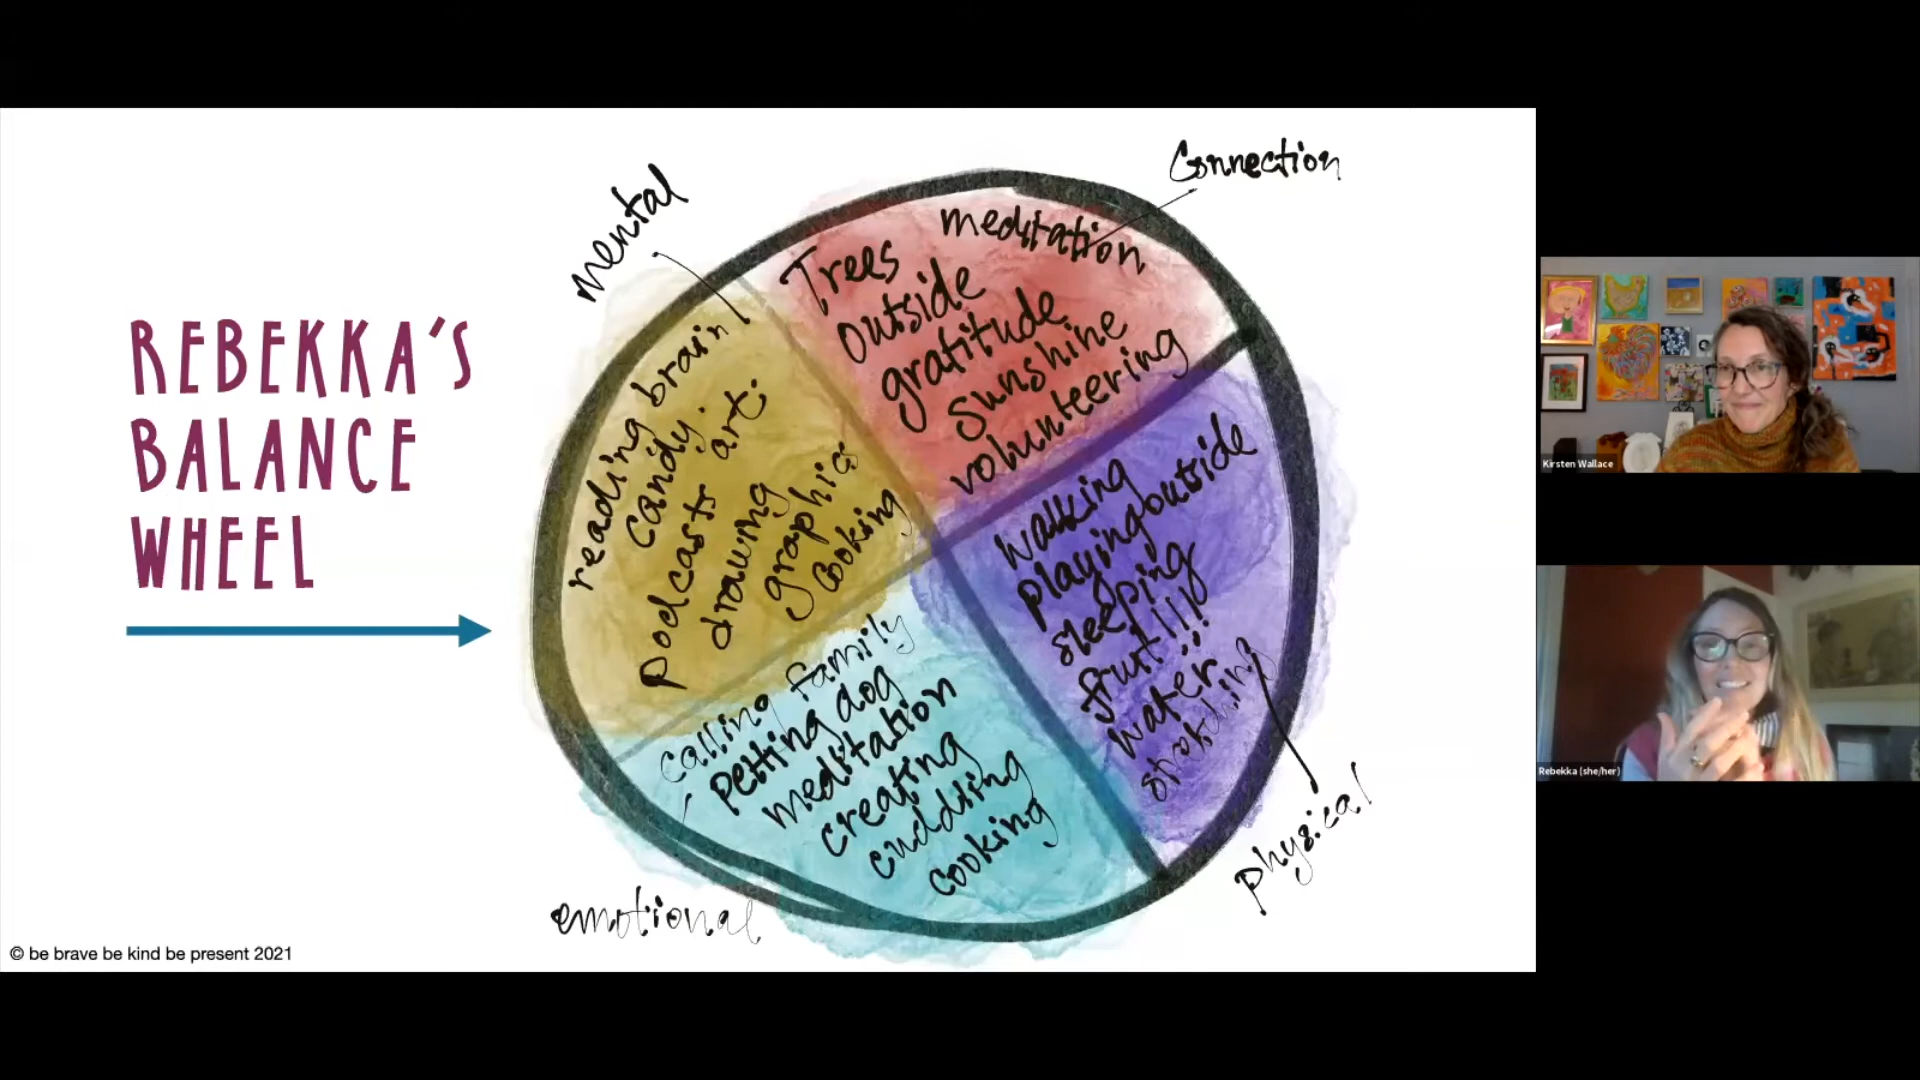 REBEKKA'S
BALANCE
WHEEL
mental
reading brain
candy.
podcasts art:
drawing
graphics
cooking
Connection
meditation
Trees
outside
gratitude
sunshine
volunteering
walking
playing outside
sleeping
fruit!!!
water
stretching
physical
calling family
petting dog
meditation
creating
cuddling
cooking
emotional
© be brave be kind be present 2021
Kirsten Wallace
Rebekka (she/her)